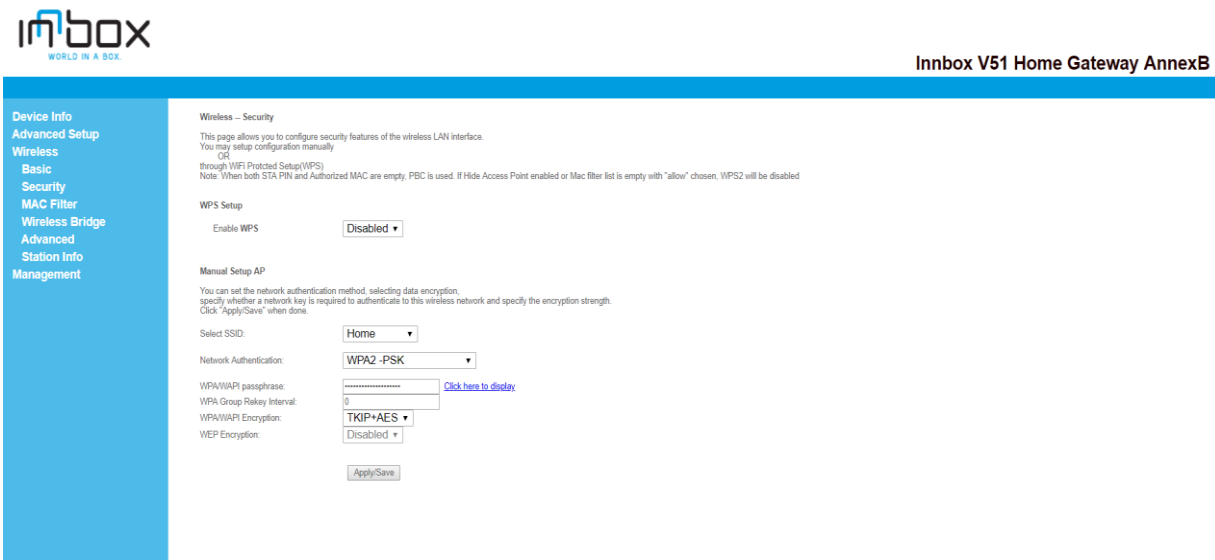 innbox
WORLD IN A BOX.
Innbox V51 Home Gateway AnnexB
Device Info
Advanced Setup
Wireless
Basic
Security
MAC Filter
Wireless Bridge
Advanced
Station Info
Management
Wireless -- Security
This page allows you to configure security features of the wireless LAN interface.
You may setup configuration manually
OR
through WiFi Protcted Setup(WPS)
Note: When both STA PIN and Authorized MAC are empty, PBC is used. If Hide Access Point enabled or Mac filter list is empty with "allow" chosen, WPS2 will be disabled
WPS Setup
Enable WPS Disabled
Manual Setup AP
You can set the network authentication method, selecting data encryption,
specify whether a network key is required to authenticate to this wireless network and specify the encryption strength.
Click "Apply/Save" when done.
Select SSID: Home
Network Authentication: WPA2 -PSK
WPA/WAPI passphrase: •••••••••••••••••••• Click here to display
WPA Group Rekey Interval: 0
WPA/WAPI Encryption: TKIP+AES
WEP Encryption: Disabled
Apply/Save